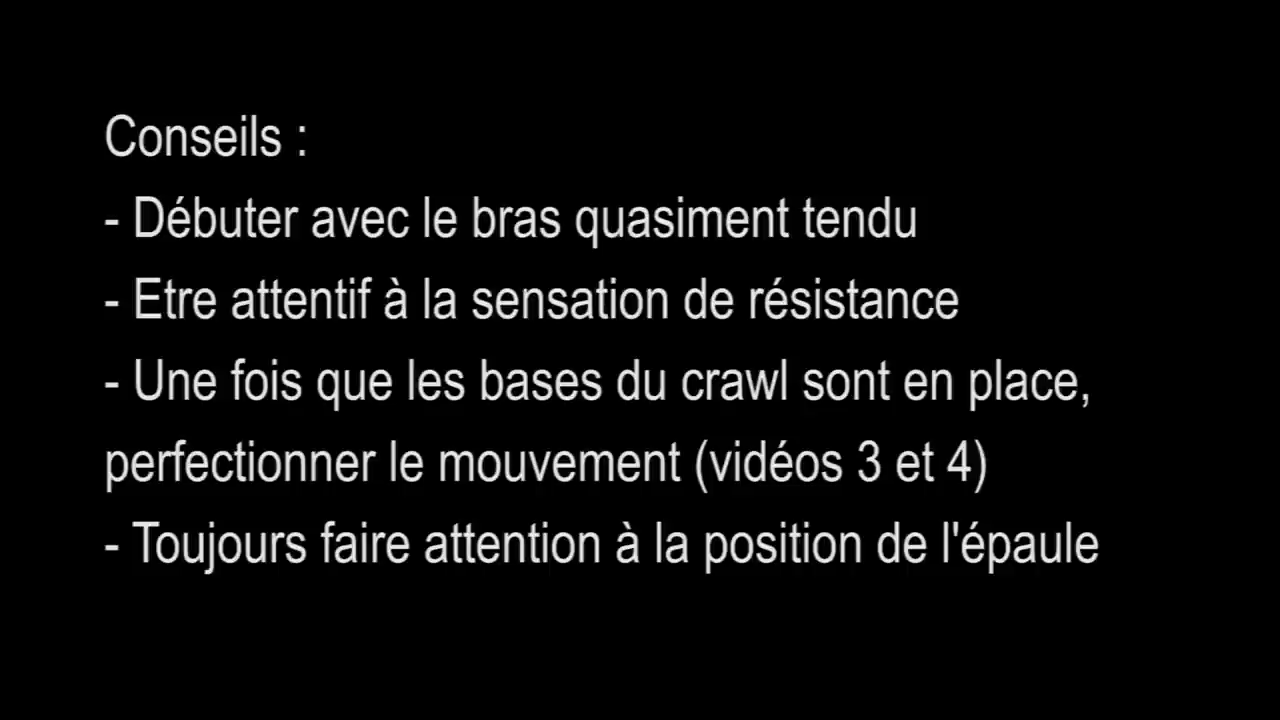 Conseils :
- Débuter avec le bras quasiment tendu
- Etre attentif à la sensation de résistance
- Une fois que les bases du crawl sont en place,
perfectionner le mouvement (vidéos 3 et 4)
- Toujours faire attention à la position de l'épaule